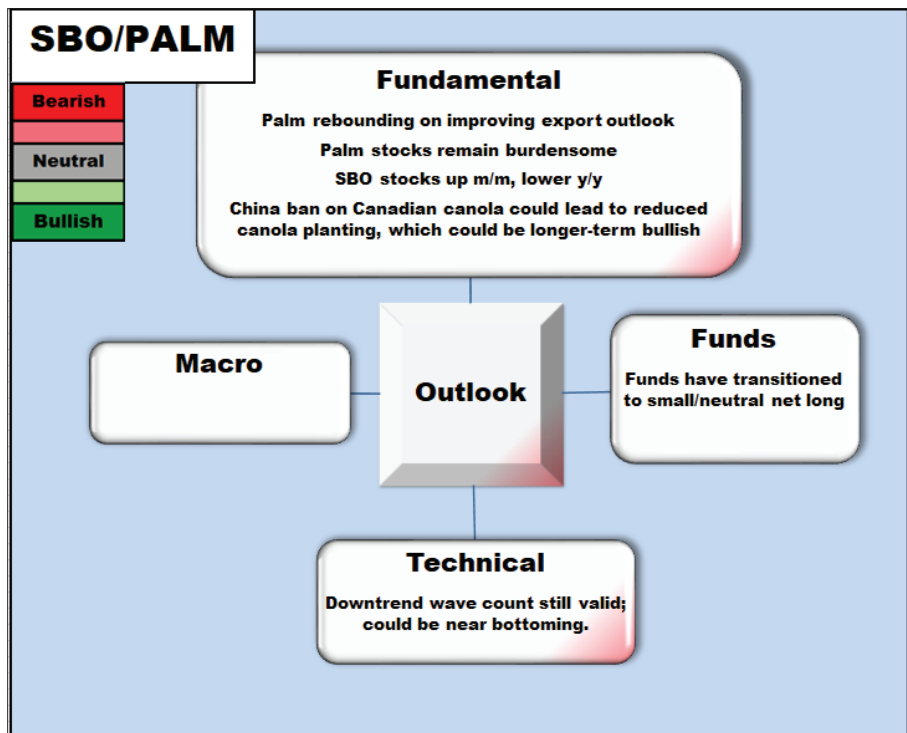 SBO/PALM
Bearish
Neutral
Bullish
Fundamental
Palm rebounding on improving export outlook
Palm stocks remain burdensome
SBO stocks up m/m, lower y/y
China ban on Canadian canola could lead to reduced
canola planting, which could be longer-term bullish
Macro
Outlook
Funds
Funds have transitioned
to small/neutral net long
Technical
Downtrend wave count still valid;
could be near bottoming.